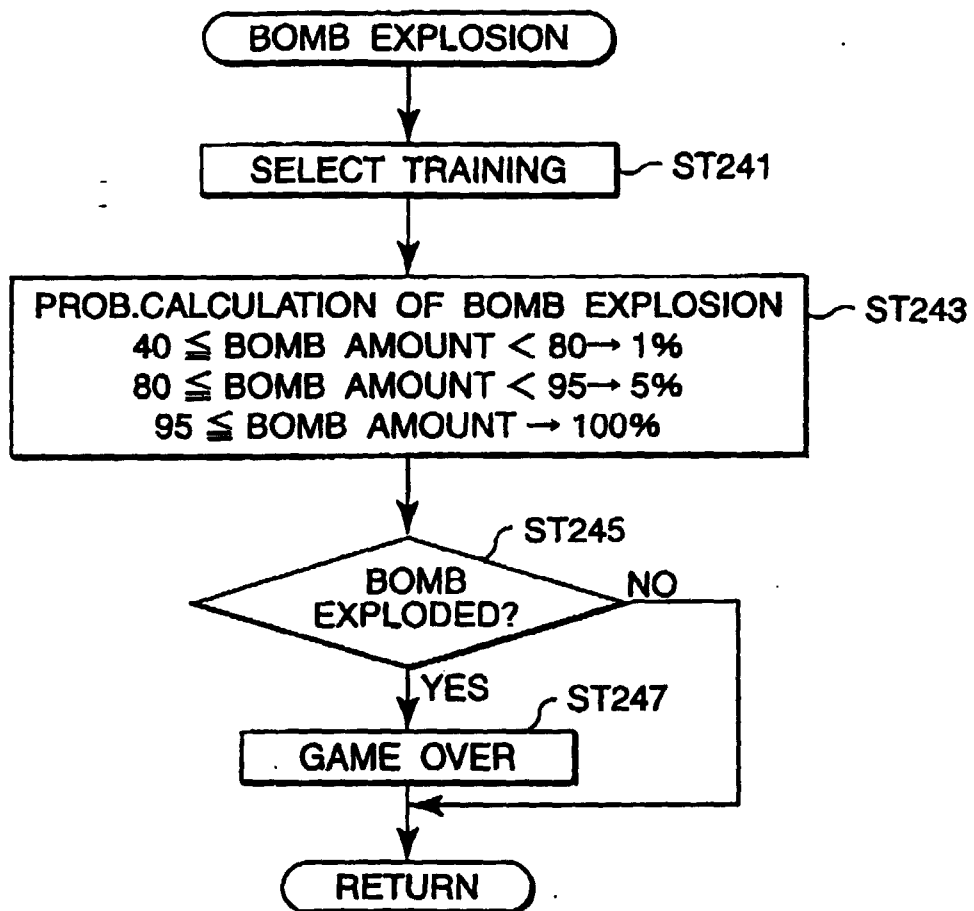 BOMB EXPLOSION
SELECT TRAINING
ST241
PROB.CALCULATION OF BOMB EXPLOSION
40 ≦ BOMB AMOUNT < 80→ 1%
80 ≦ BOMB AMOUNT < 95→ 5%
95 ≦ BOMB AMOUNT → 100%
ST243
ST245
BOMB
EXPLODED?
NO
YES
ST247
GAME OVER
RETURN